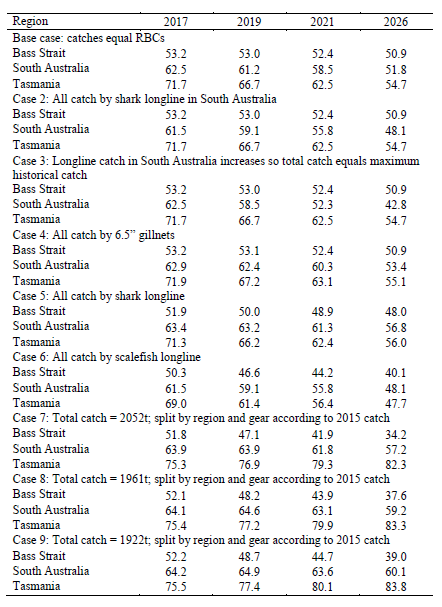 Region 2017 2019 2021 2026
Base case: catches equal RBCs
Bass Strait 53.2 53.0 52.4 50.9
South Australia 62.5 61.2 58.5 51.8
Tasmania 71.7 66.7 62.5 54.7
Case 2: All catch by shark longline in South Australia
Bass Strait 53.2 53.0 52.4 50.9
South Australia 61.5 59.1 55.8 48.1
Tasmania 71.7 66.7 62.5 54.7
Case 3: Longline catch in South Australia increases so total catch equals maximum
historical catch
Bass Strait 53.2 53.0 52.4 50.9
South Australia 62.5 58.5 52.3 42.8
Tasmania 71.7 66.7 62.5 54.7
Case 4: All catch by 6.5” gillnets
Bass Strait 53.2 53.1 52.4 50.9
South Australia 62.9 62.4 60.3 53.4
Tasmania 71.9 67.2 63.1 55.1
Case 5: All catch by shark longline
Bass Strait 51.9 50.0 48.9 48.0
South Australia 63.4 63.2 61.3 56.8
Tasmania 71.3 66.2 62.4 56.0
Case 6: All catch by scalefish longline
Bass Strait 50.3 46.6 44.2 40.1
South Australia 61.5 59.1 55.8 48.1
Tasmania 69.0 61.4 56.4 47.7
Case 7: Total catch = 2052t; split by region and gear according to 2015 catch
Bass Strait 51.8 47.1 41.9 34.2
South Australia 63.9 63.9 61.8 57.2
Tasmania 75.3 76.9 79.3 82.3
Case 8: Total catch = 1961t; split by region and gear according to 2015 catch
Bass Strait 52.1 48.2 43.9 37.6
South Australia 64.1 64.6 63.1 59.2
Tasmania 75.4 77.2 79.9 83.3
Case 9: Total catch = 1922t; split by region and gear according to 2015 catch
Bass Strait 52.2 48.7 44.7 39.0
South Australia 64.2 64.9 63.6 60.1
Tasmania 75.5 77.4 80.1 83.8